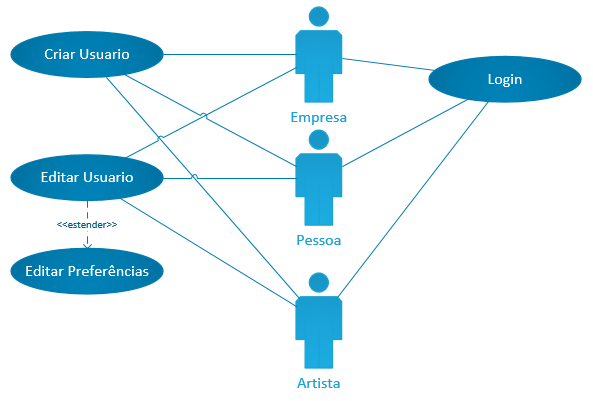 Criar Usuario
Empresa
Login
Editar Usuario
<<estender>>
Pessoa
Editar Preferências
Artista